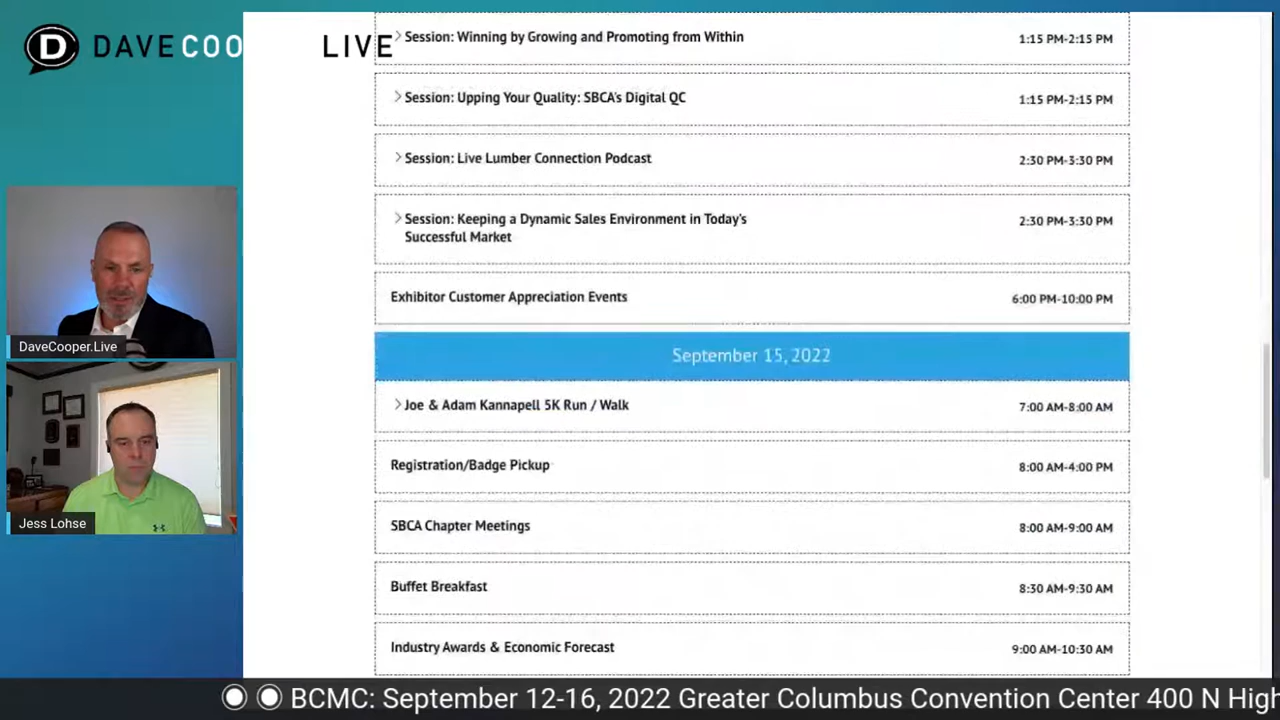 D DAVECOO LIVE
Session: Winning by Growing and Promoting from Within 1:15 PM-2:15 PM
Session: Upping Your Quality: SBCA's Digital QC 1:15 PM-2:15 PM
Session: Live Lumber Connection Podcast 2:30 PM-3:30 PM
Session: Keeping a Dynamic Sales Environment in Today's 2:30 PM-3:30 PM
Successful Market
Exhibitor Customer Appreciation Events 6:00 PM-10:00 PM
September 15, 2022
Joe & Adam Kannapell 5K Run / Walk 7:00 AM-8:00 AM
Registration/Badge Pickup 8:00 AM-4:00 PM
SBCA Chapter Meetings 8:00 AM-9:00 AM
Buffet Breakfast 8:30 AM-9:30 AM
Industry Awards & Economic Forecast 9:00 AM-10:30 AM
DaveCooper.Live
Jess Lohse
BCMC: September 12-16, 2022 Greater Columbus Convention Center 400 N High